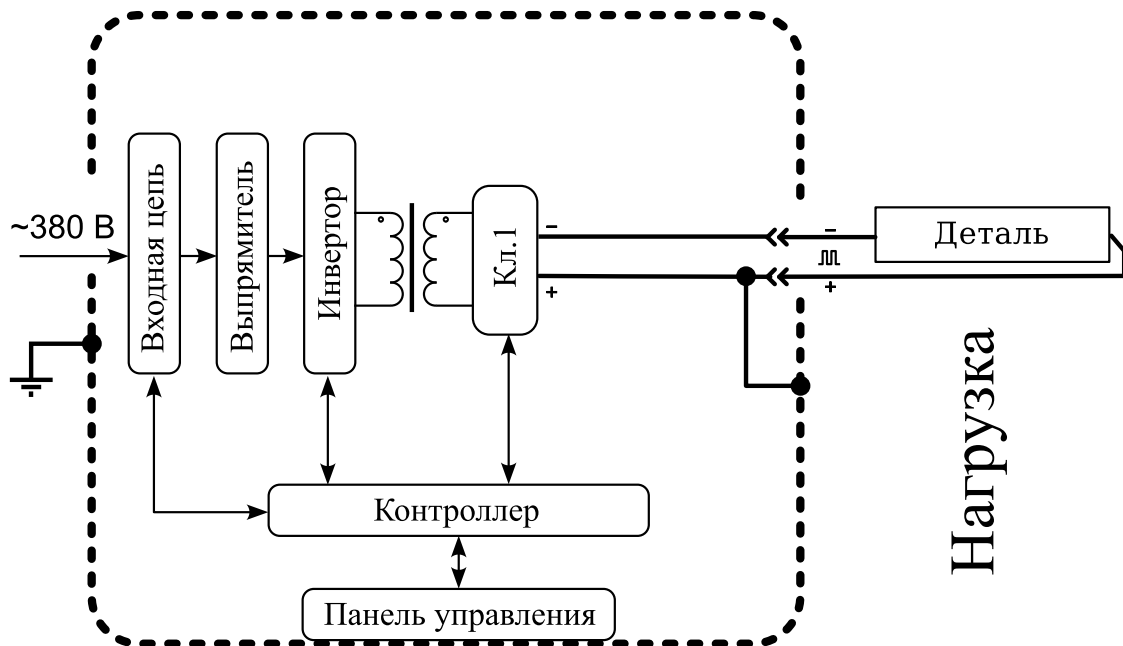 ~380 В
Входная цепь
Выпрямитель
Инвертор
Кл.1
–
+
–
+
Деталь
Нагрузка
Контроллер
Панель управления